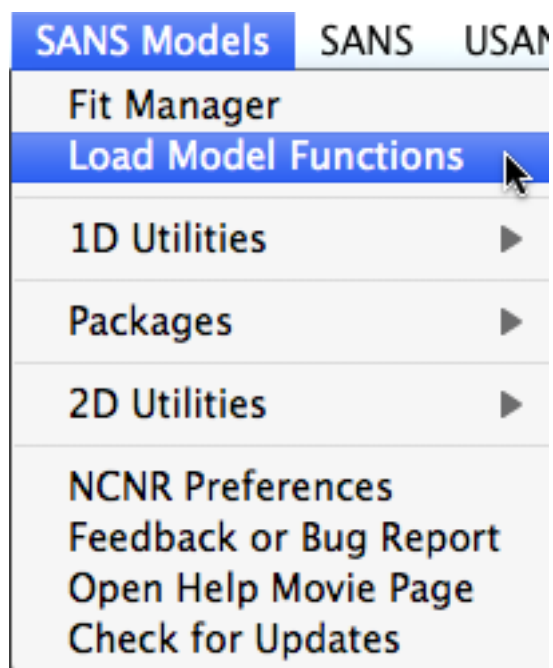 SANS Models SANS USAN
Fit Manager
Load Model Functions
1D Utilities
Packages
2D Utilities
NCNR Preferences
Feedback or Bug Report
Open Help Movie Page
Check for Updates